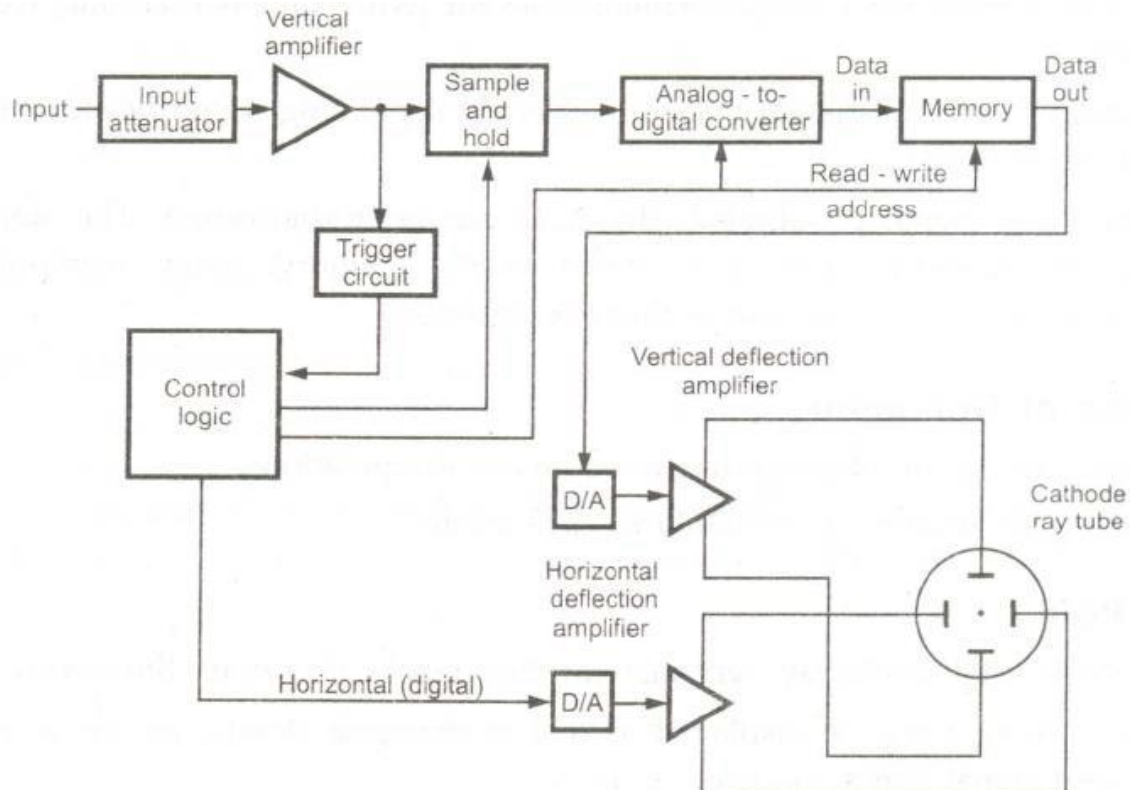 Vertical
amplifier
Input
Input
attenuator
Sample
and
hold
Analog - to-
digital converter
Data
in
Memory
Data
out
Read - write
address
Trigger
circuit
Control
logic
Vertical deflection
amplifier
D/A
Cathode
ray tube
Horizontal
deflection
amplifier
Horizontal (digital)
D/A